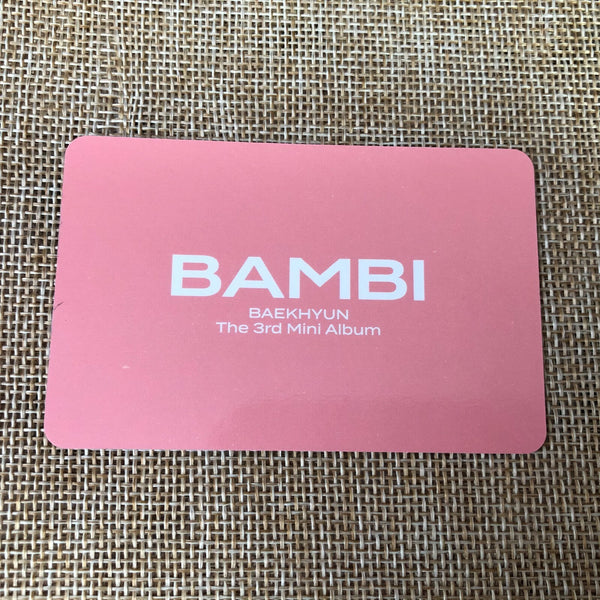 BAMBI
BAEKHYUN
The 3rd Mini Album